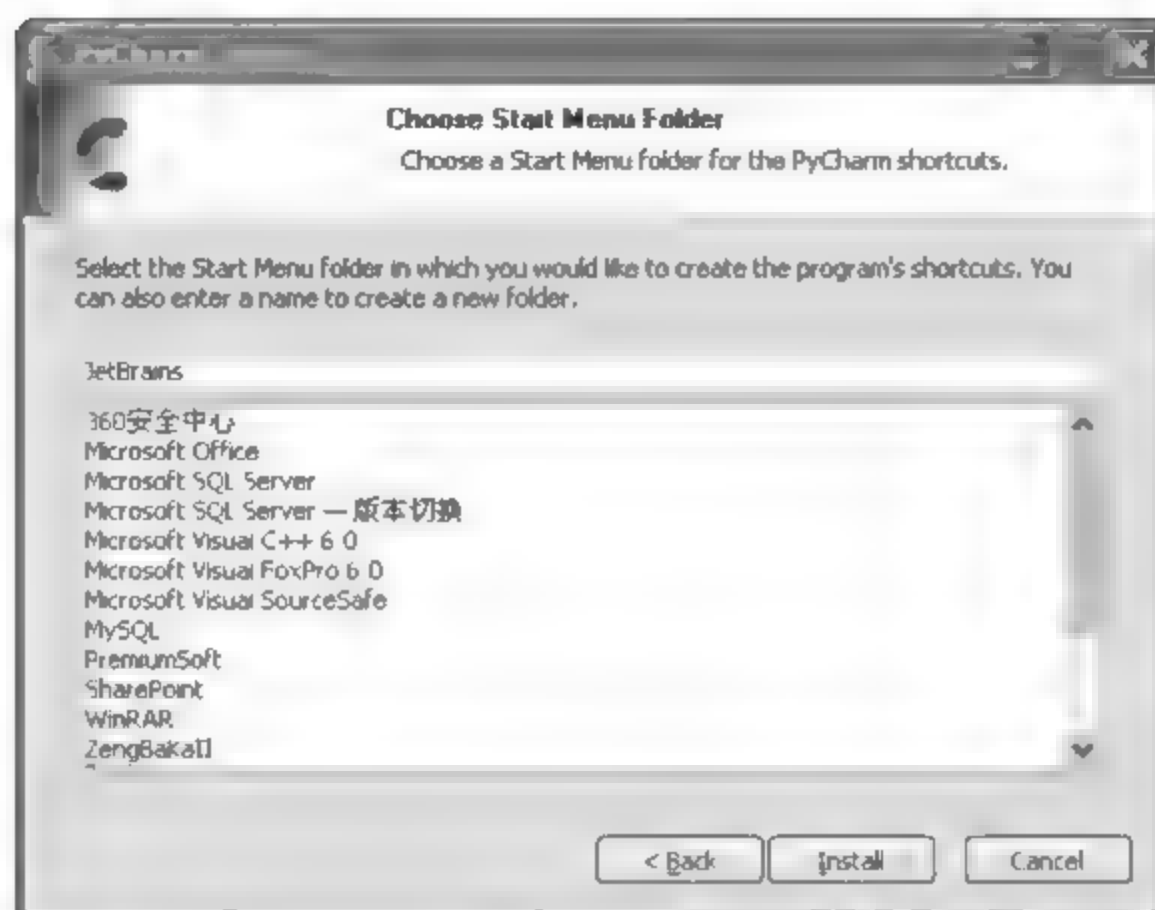 Choose Start Menu Folder
Choose a Start Menu folder for the PyCharm shortcuts.
Select the Start Menu folder in which you would like to create the program's shortcuts. You
can also enter a name to create a new folder.
JetBrains
360安全中心
Microsoft Office
Microsoft SQL Server
Microsoft SQL Server — 版本切换
Microsoft Visual C++ 6.0
Microsoft Visual FoxPro 6.0
Microsoft Visual SourceSafe
MySQL
PremiumSoft
SharePoint
WinRAR
< Back Install Cancel